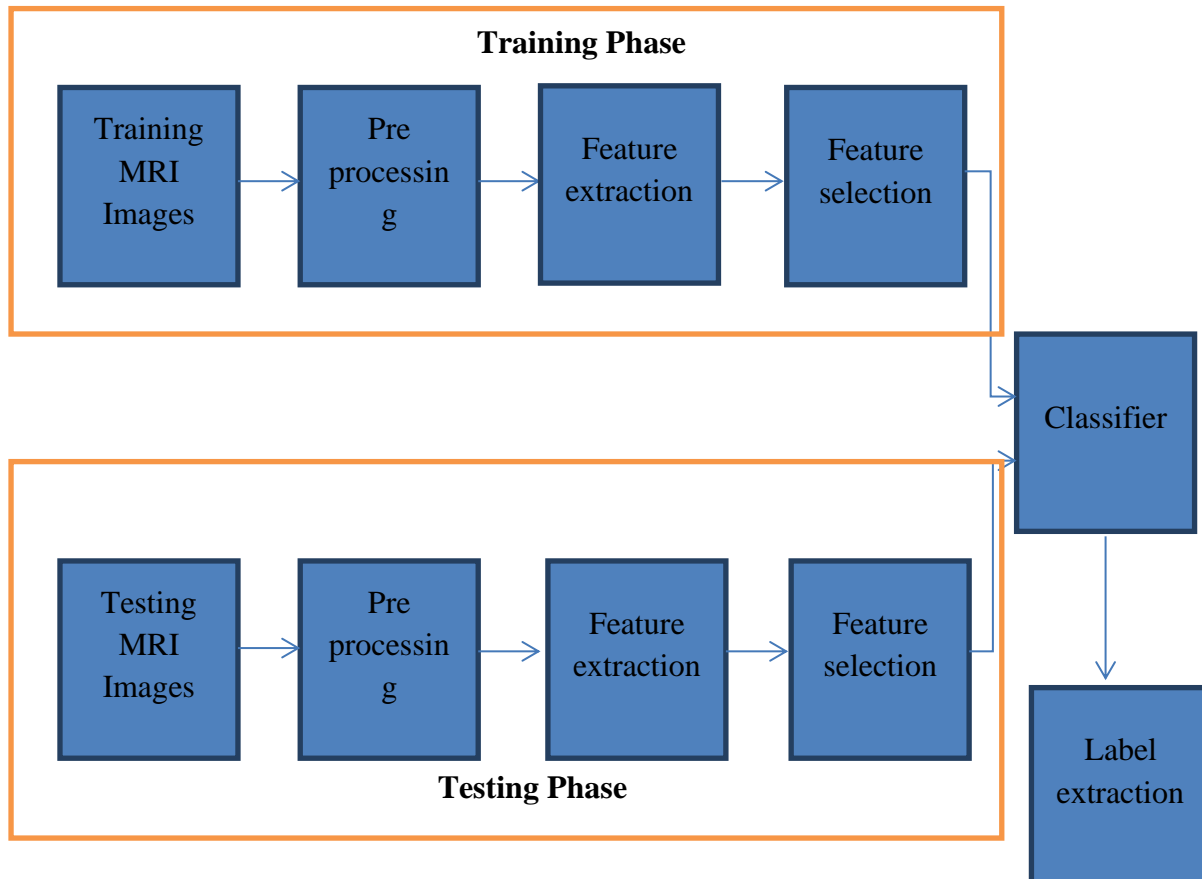 Training Phase
Training
MRI
Images
Pre
processin
g
Feature
extraction
Feature
selection
Classifier
Testing
MRI
Images
Pre
processin
g
Feature
extraction
Feature
selection
Testing Phase
Label
extraction